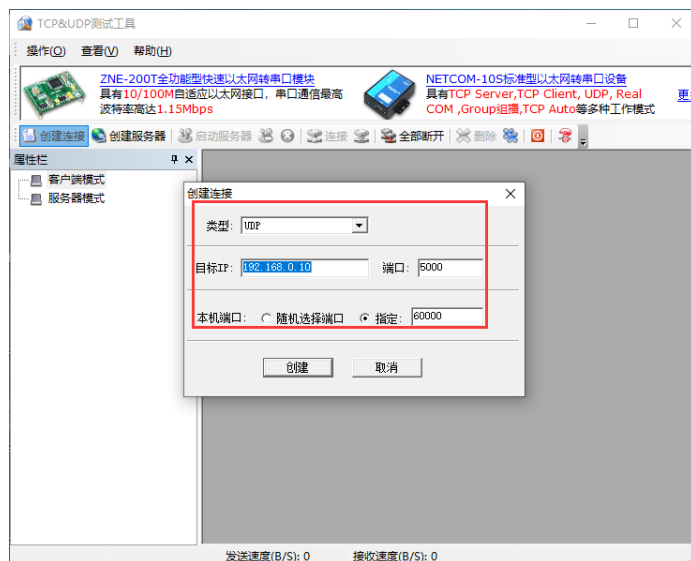 TCP&UDP测试工具
操作(O) 查看(V) 帮助(H)
ZNE-200T全功能型快速以太网转串口模块
具有10/100M自适应以太网接口，串口通信最高
波特率高达1.15Mbps
NETCOM-10S标准型以太网转串口设备
具有TCP Server,TCP Client, UDP, Real
COM ,Group组播,TCP Auto等多种工作模式
更
创建连接 创建服务器 启动服务器 连接 全部断开 删除
属性栏
客户端模式
服务器模式
创建连接
类型: UDP
目标IP: 192.168.0.10 端口: 5000
本机端口: 随机选择端口 指定: 60000
创建 取消
发送速度(B/S): 0 接收速度(B/S): 0